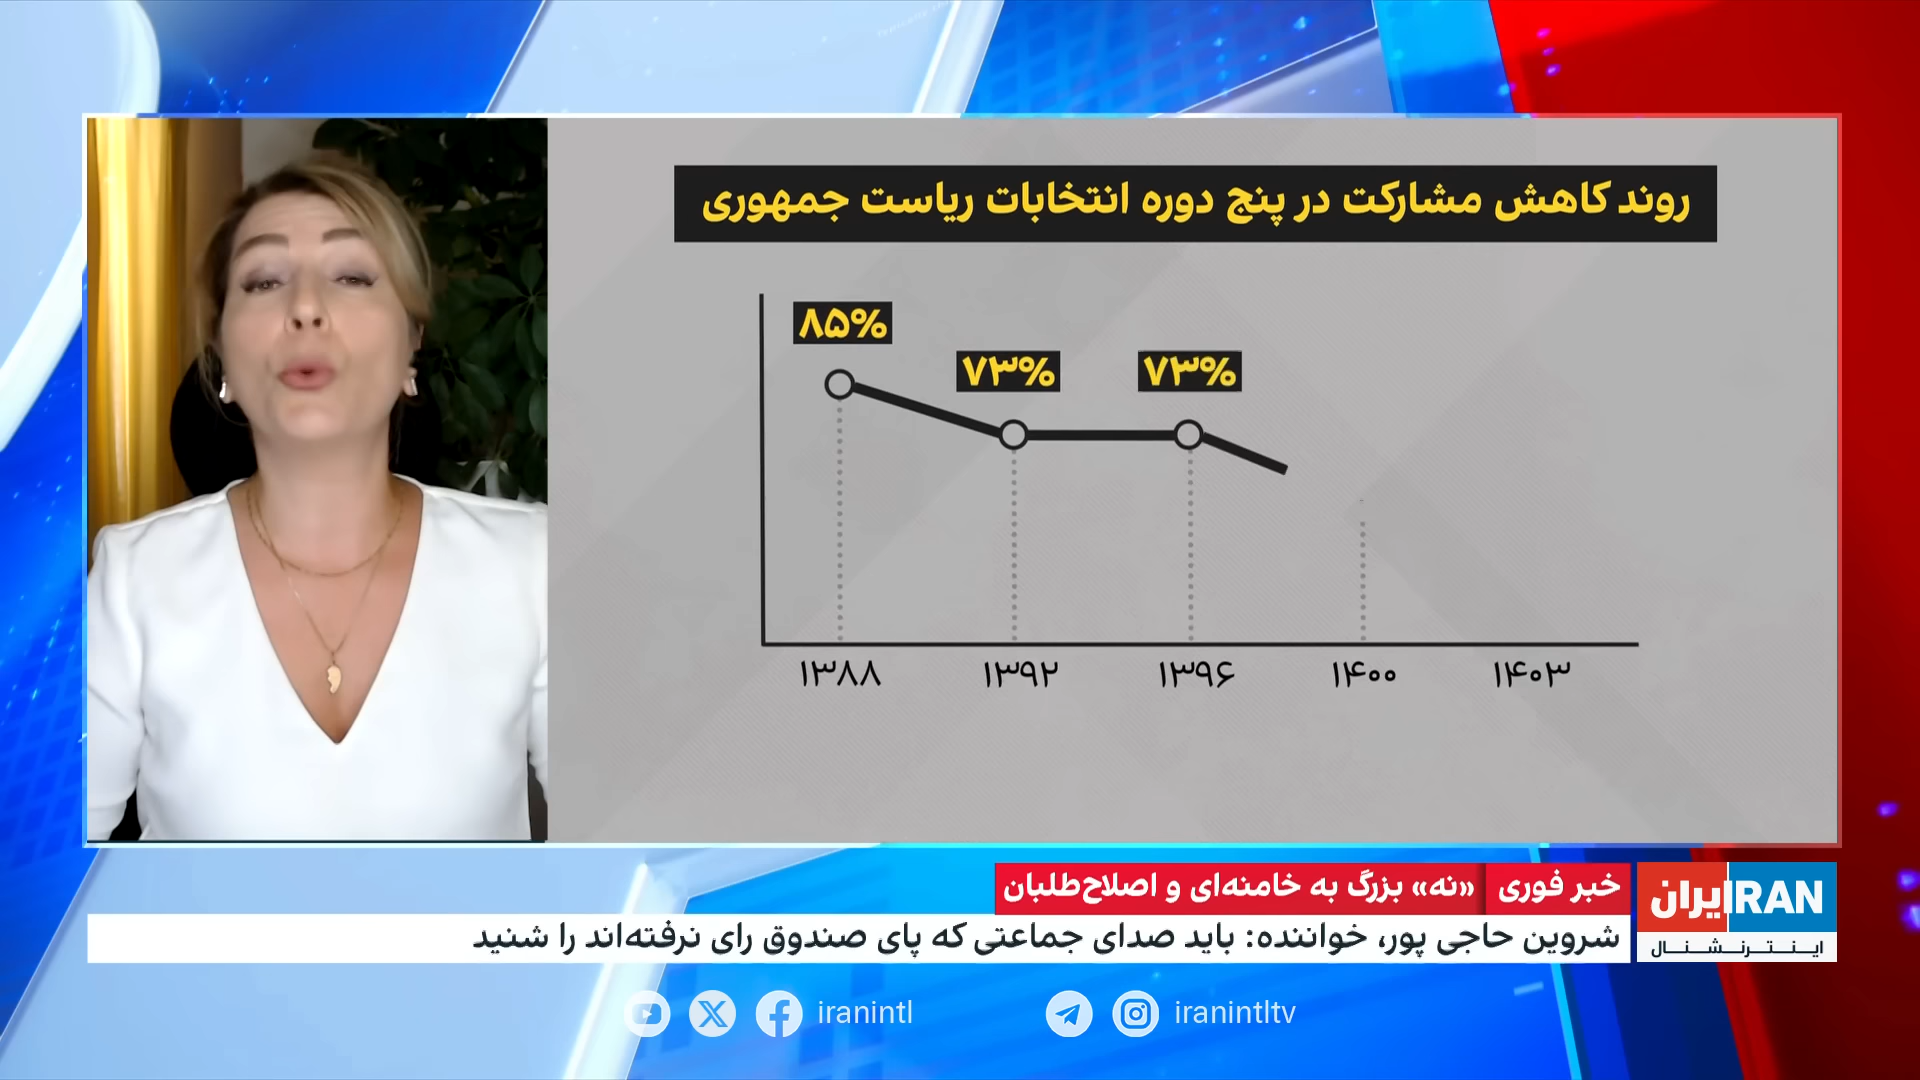 روند کاهش مشارکت در پنج دوره انتخابات ریاست جمهوری
۸۵%
۷۳%
۷۳%
۱۳۸۸
۱۳۹۲
۱۳۹۶
۱۴۰۰
۱۴۰۳
خبر فوری
«نه» بزرگ به خامنه‌ای و اصلاح‌طلبان
شروین حاجی پور، خواننده: باید صدای جماعتی که پای صندوق رای نرفته‌اند را شنید
ایران IRAN
اینترنشنال
iranintl
iranintltv